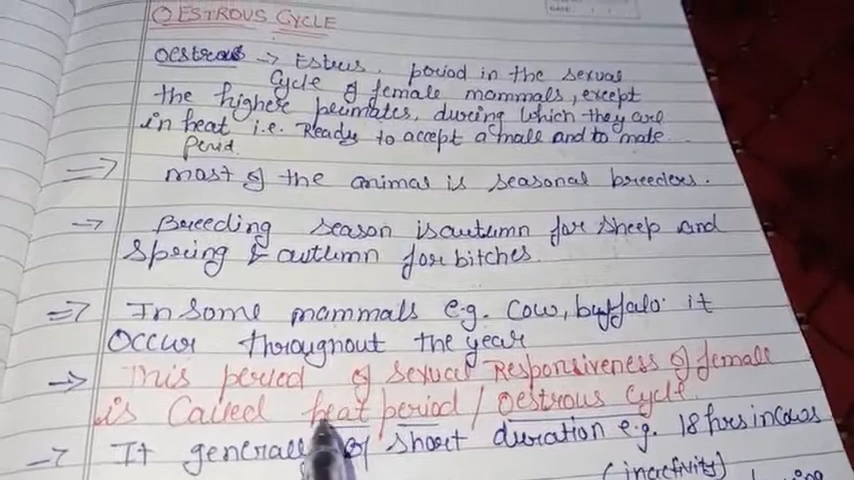 OESTROUS CYCLE
Oestrous → Estrus. period in the sexual
Cycle of female mammals, except
the higher primates, during which they are
in heat i.e. Ready to accept a male and to mate.
Period.
⇒ most of the animal is seasonal breeders.
→ Breeding season is autumn for sheep and
Spring & autumn for bitches.
⇒ In some mammals e.g. Cow, buffalo it
Occur throughout the year
→ This period of sexual Responsiveness of female
is Called heat period / Oestrous Cycle.
→ It generally of short duration e.g. 18 hrs in Cows
(inactivity)